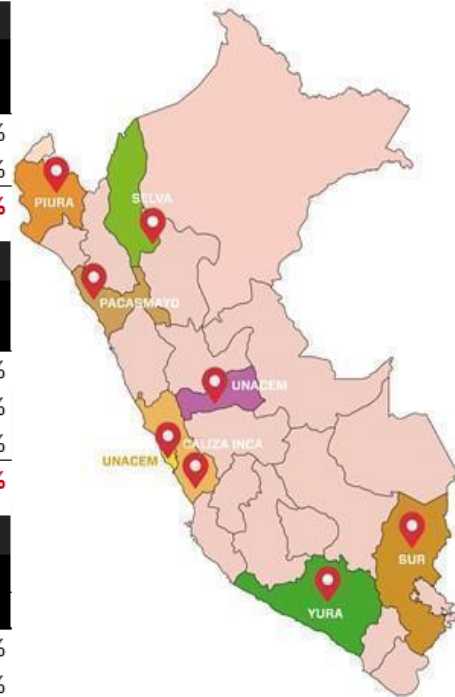 %
%
%
%
%
%
%
%
%
PIURA
SELVA
PACASMAYO
UNACEM
CALIZA INCA
UNACEM
SUR
YURA